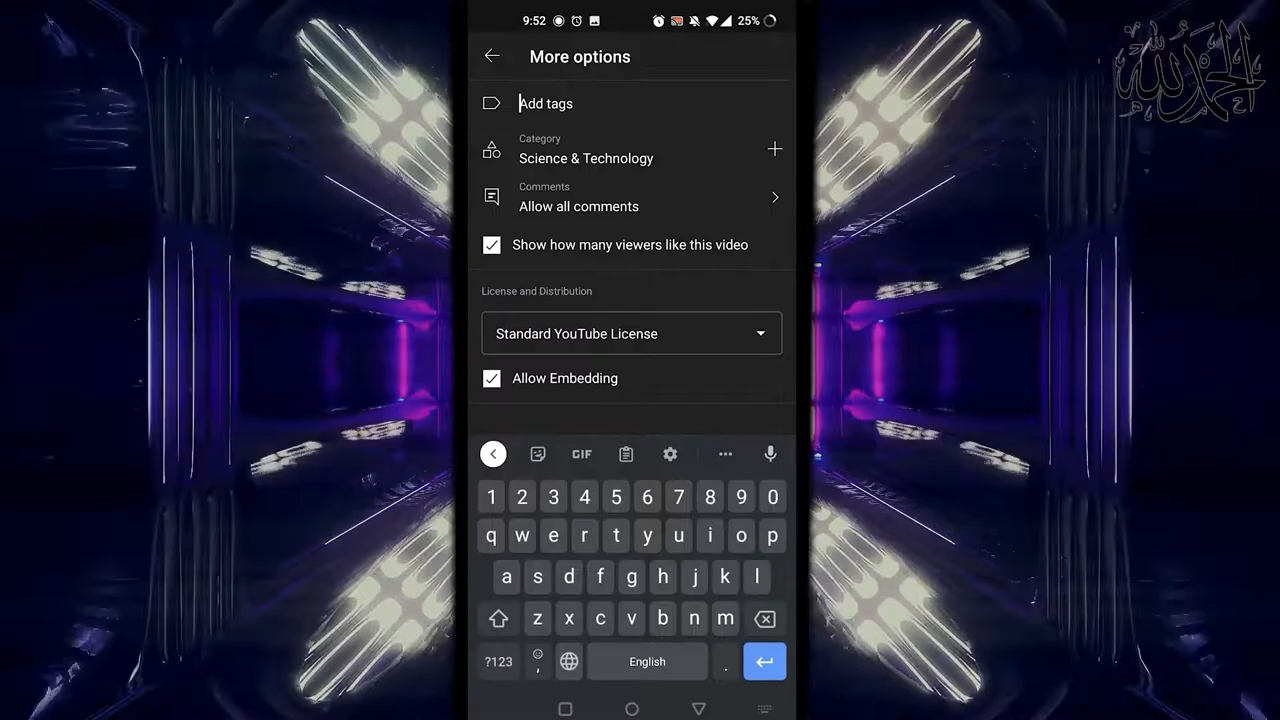 الحمد لله
9:52 25%
More options
Add tags
Category
Science & Technology
Comments
Allow all comments
Show how many viewers like this video
License and Distribution
Standard YouTube License
Allow Embedding
GIF
1 2 3 4 5 6 7 8 9 0
q w e r t y u i o p
a s d f g h j k l
z x c v b n m
?123 , English .